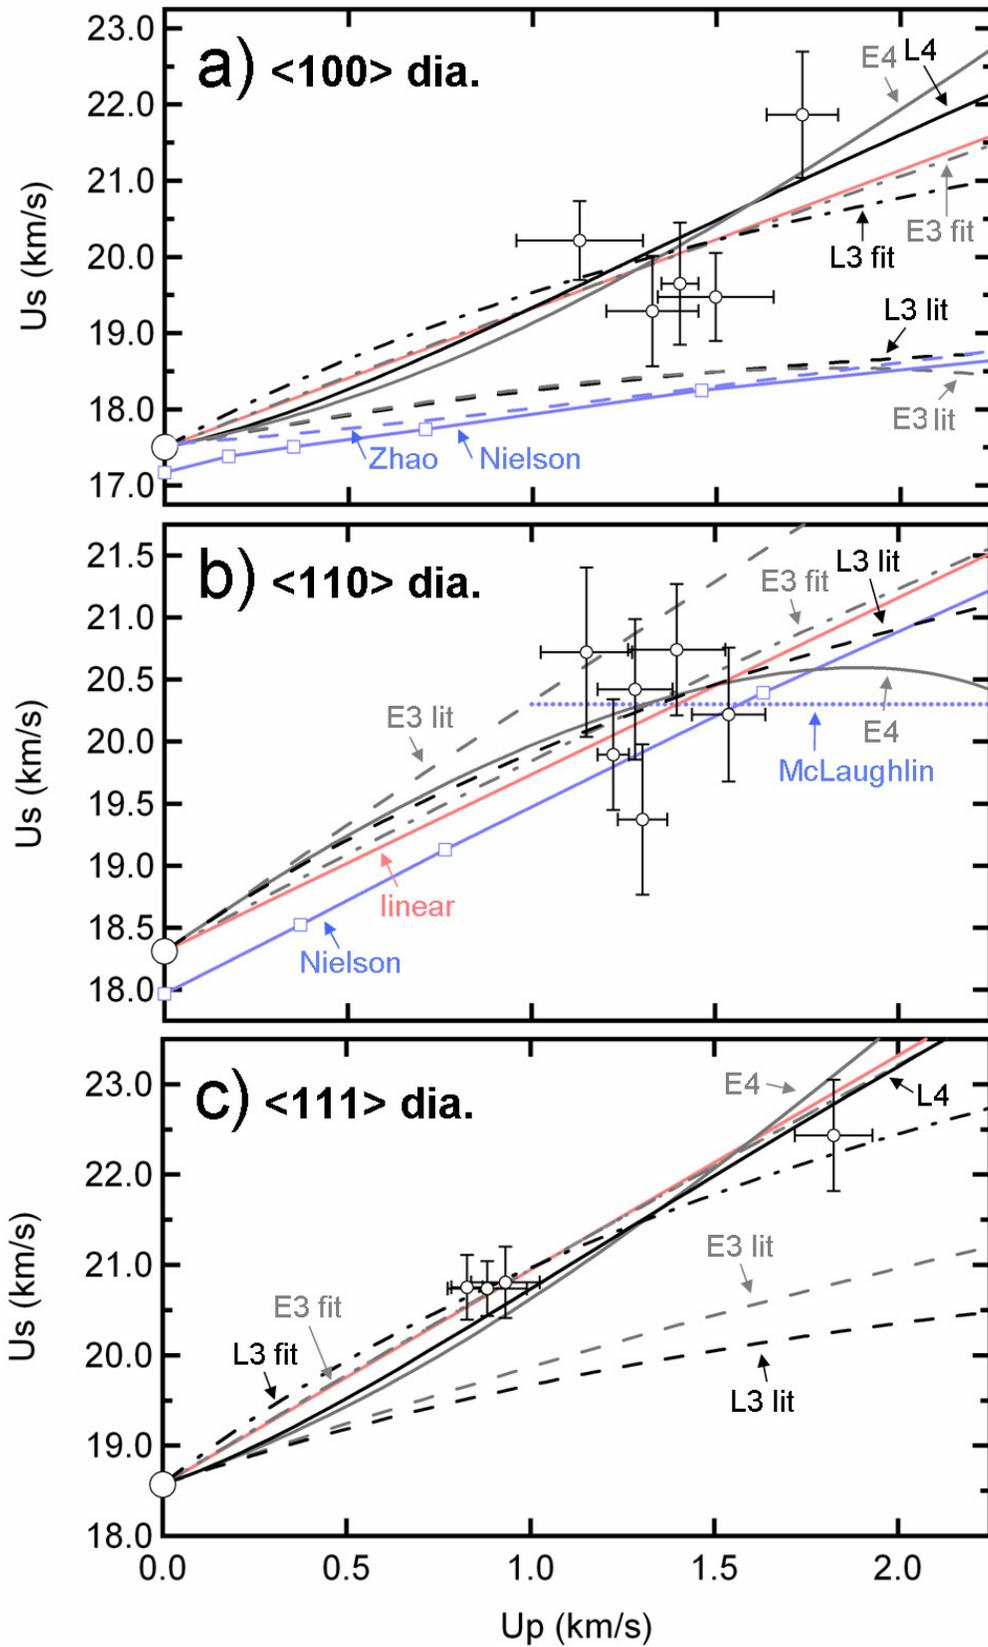 a) <100> dia.
23.0
22.0
21.0
20.0
19.0
18.0
17.0
Us (km/s)
E4
L4
E3 fit
L3 fit
L3 lit
E3 lit
Zhao
Nielson
b) <110> dia.
21.5
21.0
20.5
20.0
19.5
19.0
18.5
18.0
Us (km/s)
E3 fit
L3 lit
E3 lit
E4
McLaughlin
linear
Nielson
c) <111> dia.
23.0
22.0
21.0
20.0
19.0
18.0
Us (km/s)
E4
L4
E3 lit
E3 fit
L3 fit
L3 lit
0.0
0.5
1.0
1.5
2.0
Up (km/s)